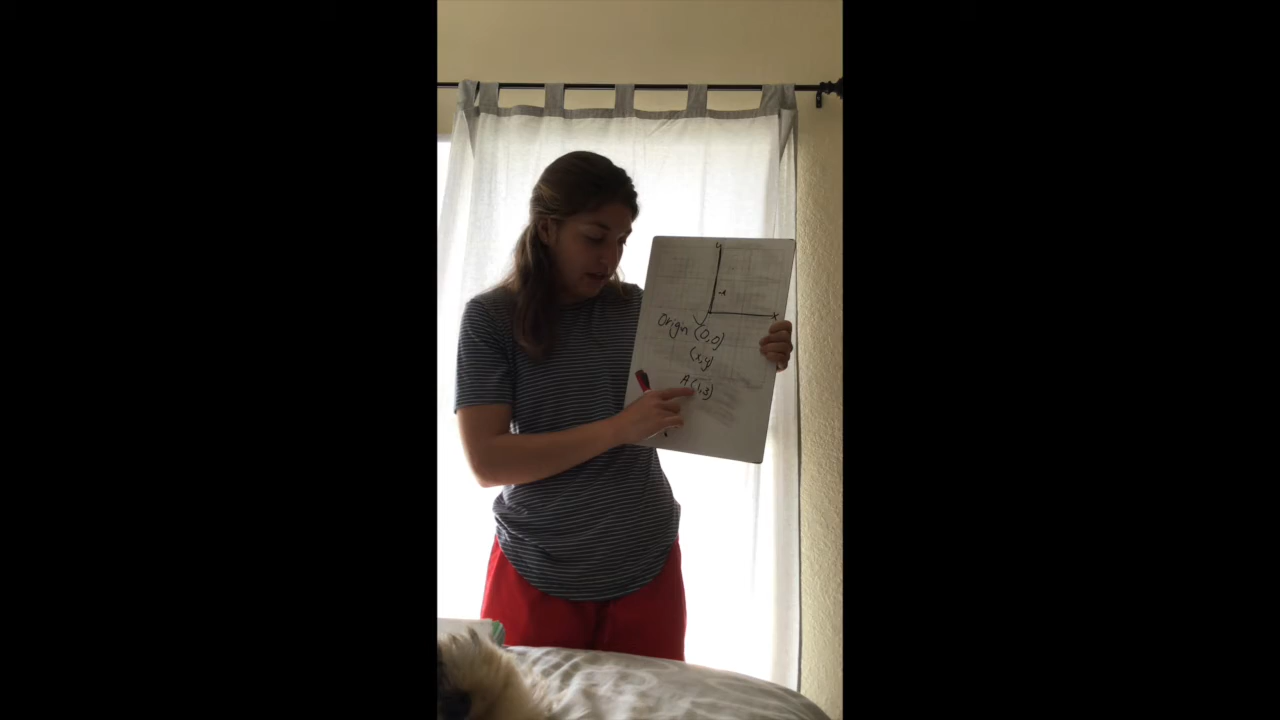 y
x
Origin (0,0)
(x,y)
A(1,3)